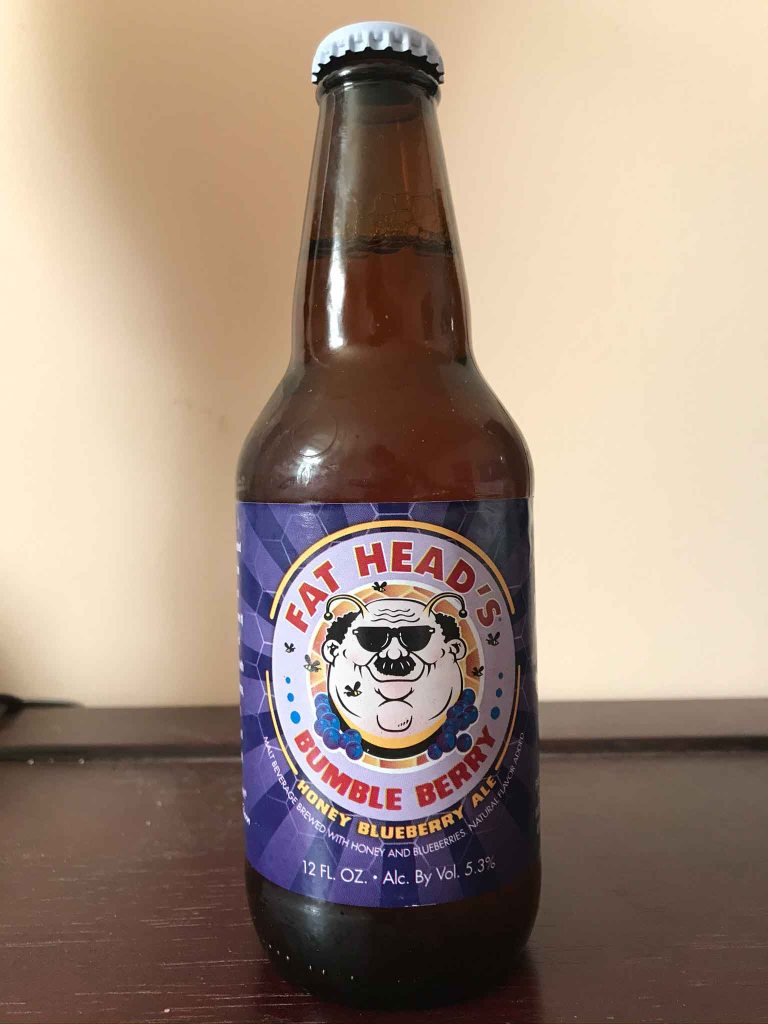 FAT HEAD'S
BUMBLE BERRY
HONEY BLUEBERRY ALE
MALT BEVERAGE BREWED WITH HONEY AND BLUEBERRIES. NATURAL FLAVOR ADDED.
12 FL. OZ. • Alc. By Vol. 5.3%